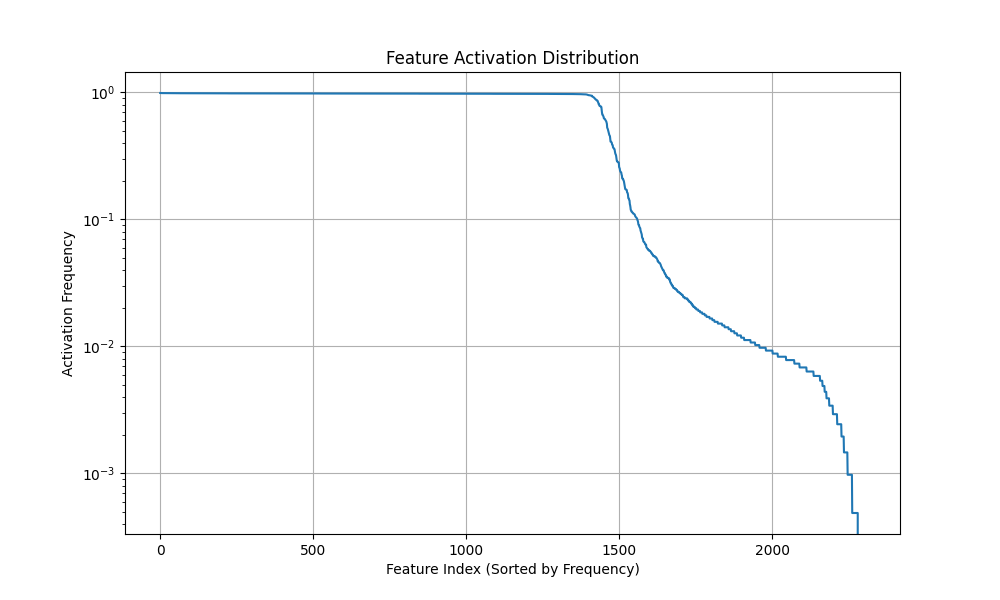 Feature Activation Distribution
Activation Frequency
10⁰
10⁻¹
10⁻²
10⁻³
0 500 1000 1500 2000
Feature Index (Sorted by Frequency)